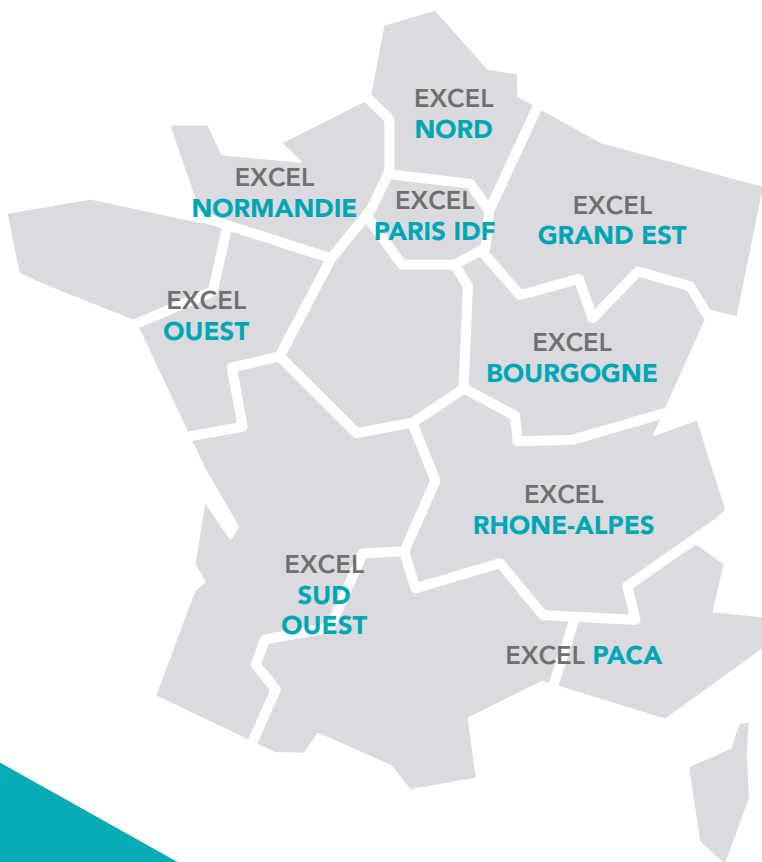 EXCEL
NORD
EXCEL
NORMANDIE
EXCEL
PARIS IDF
EXCEL
GRAND EST
EXCEL
OUEST
EXCEL
BOURGOGNE
EXCEL
RHONE-ALPES
EXCEL
SUD
OUEST
EXCEL PACA